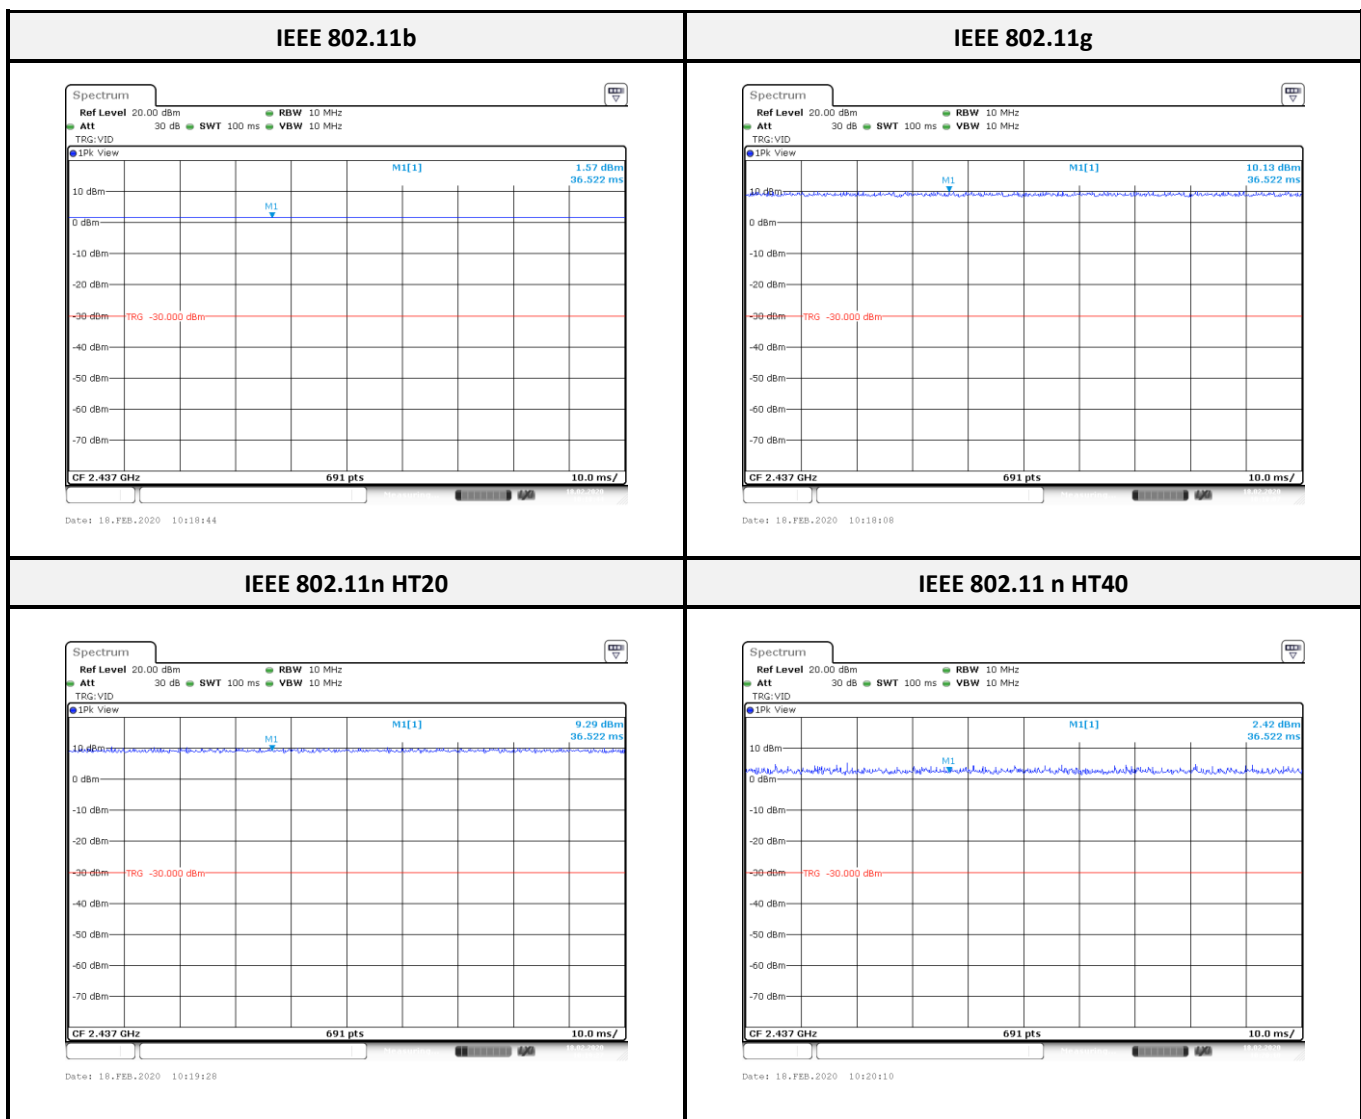 IEEE 802.11b
Spectrum
Ref Level 20.00 dBm RBW 10 MHz
Att 30 dB SWT 100 ms VBW 10 MHz
TRG:VID
1Pk View
M1[1] 1.57 dBm
36.522 ms
10 dBm
M1
0 dBm
-10 dBm
-20 dBm
-30 dBm TRG -30.000 dBm
-40 dBm
-50 dBm
-60 dBm
-70 dBm
CF 2.437 GHz 691 pts 10.0 ms/
Date: 18.FEB.2020 10:18:44
IEEE 802.11g
Spectrum
Ref Level 20.00 dBm RBW 10 MHz
Att 30 dB SWT 100 ms VBW 10 MHz
TRG:VID
1Pk View
M1[1] 10.13 dBm
36.522 ms
M1
10 dBm
0 dBm
-10 dBm
-20 dBm
-30 dBm TRG -30.000 dBm
-40 dBm
-50 dBm
-60 dBm
-70 dBm
CF 2.437 GHz 691 pts 10.0 ms/
Date: 18.FEB.2020 10:18:08
IEEE 802.11n HT20
Spectrum
Ref Level 20.00 dBm RBW 10 MHz
Att 30 dB SWT 100 ms VBW 10 MHz
TRG:VID
1Pk View
M1[1] 9.29 dBm
36.522 ms
M1
10 dBm
0 dBm
-10 dBm
-20 dBm
-30 dBm TRG -30.000 dBm
-40 dBm
-50 dBm
-60 dBm
-70 dBm
CF 2.437 GHz 691 pts 10.0 ms/
Date: 18.FEB.2020 10:19:28
IEEE 802.11 n HT40
Spectrum
Ref Level 20.00 dBm RBW 10 MHz
Att 30 dB SWT 100 ms VBW 10 MHz
TRG:VID
1Pk View
M1[1] 2.42 dBm
36.522 ms
10 dBm
M1
0 dBm
-10 dBm
-20 dBm
-30 dBm TRG -30.000 dBm
-40 dBm
-50 dBm
-60 dBm
-70 dBm
CF 2.437 GHz 691 pts 10.0 ms/
Date: 18.FEB.2020 10:20:10